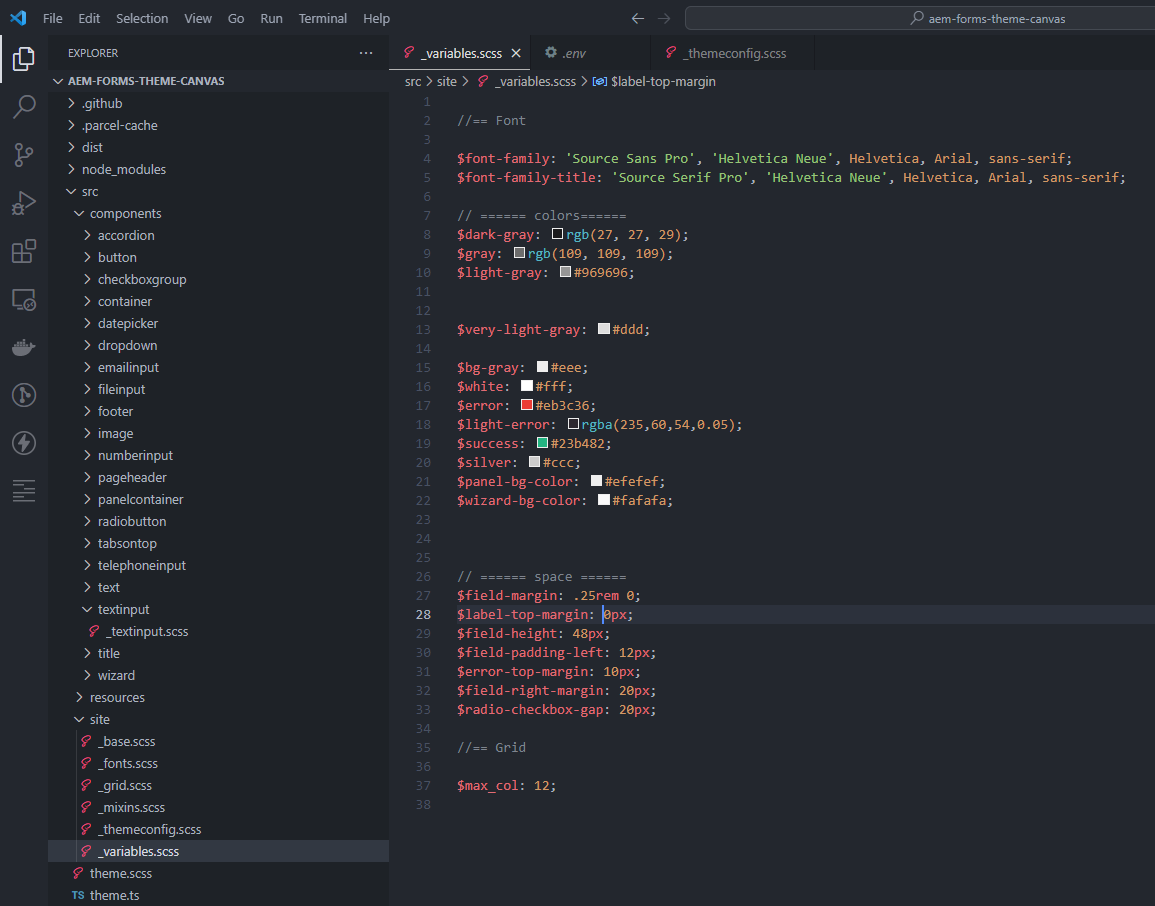 File Edit Selection View Go Run Terminal Help
aem-forms-theme-canvas
EXPLORER
AEM-FORMS-THEME-CANVAS
.github
.parcel-cache
dist
node_modules
src
components
accordion
button
checkboxgroup
container
datepicker
dropdown
emailinput
fileinput
footer
image
numberinput
pageheader
panelcontainer
radiobutton
tabsontop
telephoneinput
text
textinput
_textinput.scss
title
wizard
resources
site
_base.scss
_fonts.scss
_grid.scss
_mixins.scss
_themeconfig.scss
_variables.scss
theme.scss
TS theme.ts
_variables.scss .env _themeconfig.scss
src > site > _variables.scss > $label-top-margin
1
2 //== Font
3
4 $font-family: 'Source Sans Pro', 'Helvetica Neue', Helvetica, Arial, sans-serif;
5 $font-family-title: 'Source Serif Pro', 'Helvetica Neue', Helvetica, Arial, sans-serif;
6
7 // ====== colors======
8 $dark-gray: rgb(27, 27, 29);
9 $gray: rgb(109, 109, 109);
10 $light-gray: #969696;
11
12
13 $very-light-gray: #ddd;
14
15 $bg-gray: #eee;
16 $white: #fff;
17 $error: #eb3c36;
18 $light-error: rgba(235,60,54,0.05);
19 $success: #23b482;
20 $silver: #ccc;
21 $panel-bg-color: #efefef;
22 $wizard-bg-color: #fafafa;
23
24
25
26 // ====== space ======
27 $field-margin: .25rem 0;
28 $label-top-margin: 0px;
29 $field-height: 48px;
30 $field-padding-left: 12px;
31 $error-top-margin: 10px;
32 $field-right-margin: 20px;
33 $radio-checkbox-gap: 20px;
34
35 //== Grid
36
37 $max_col: 12;
38